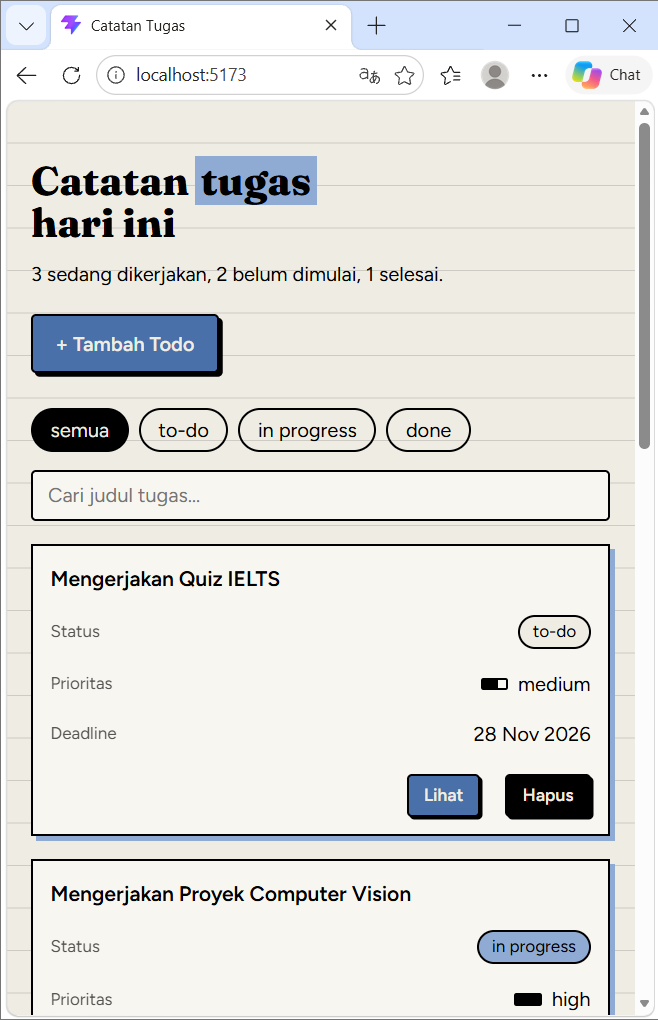 Catatan Tugas
localhost:5173
aあ
Chat
Catatan tugas
hari ini
3 sedang dikerjakan, 2 belum dimulai, 1 selesai.
+ Tambah Todo
semua to-do in progress done
Cari judul tugas...
Mengerjakan Quiz IELTS
Status to-do
Prioritas medium
Deadline 28 Nov 2026
Lihat Hapus
Mengerjakan Proyek Computer Vision
Status in progress
Prioritas high